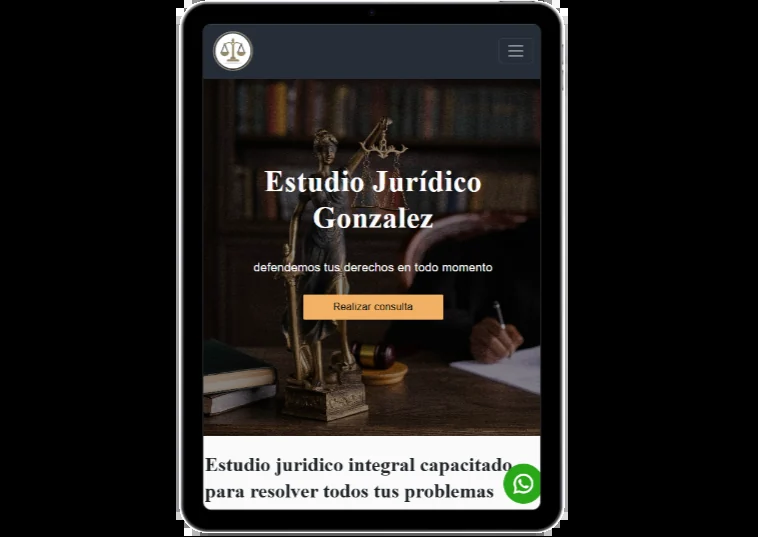 Estudio Jurídico
Gonzalez
defendemos tus derechos en todo momento
Realizar consulta
Estudio juridico integral capacitado
para resolver todos tus problemas